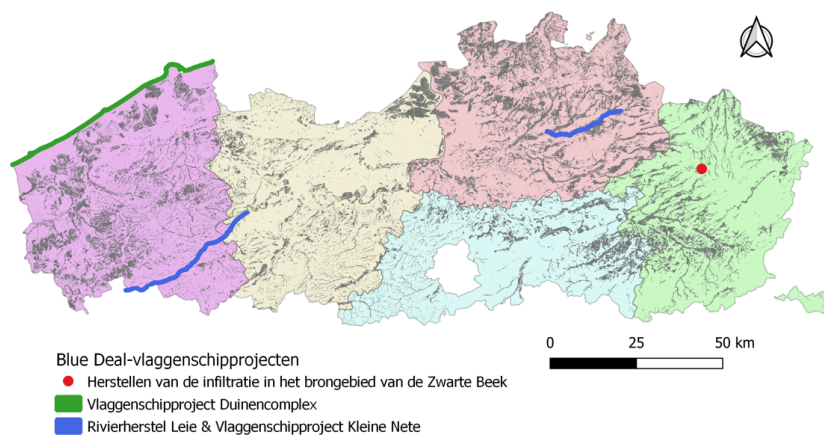 0 25 50 km
Blue Deal-vlaggenschipprojecten
Herstellen van de infiltratie in het brongebied van de Zwarte Beek
Vlaggenschipproject Duinencomplex
Rivierherstel Leie & Vlaggenschipproject Kleine Nete